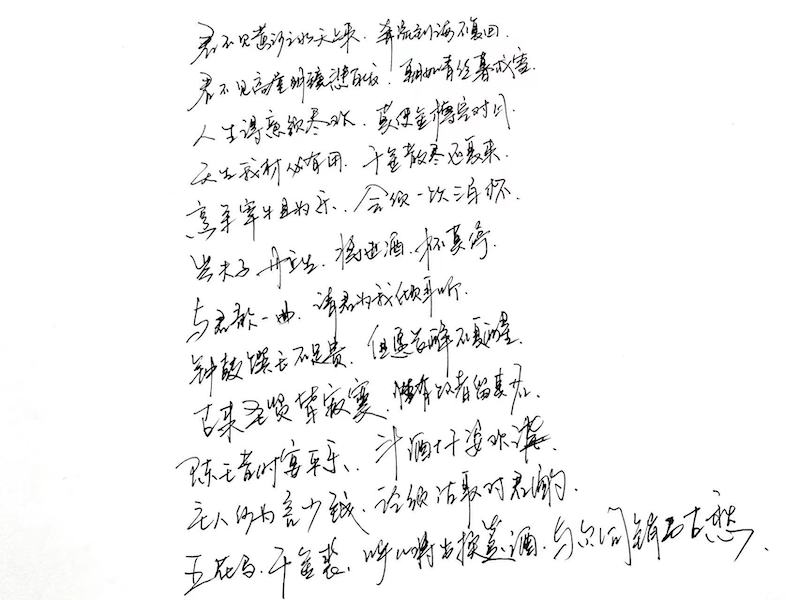 君不见黄河之水天上来，奔流到海不复回。
君不见高堂明镜悲白发，朝如青丝暮成雪。
人生得意须尽欢，莫使金樽空对月。
天生我材必有用，千金散尽还复来。
烹羊宰牛且为乐，会须一饮三百杯。
岑夫子，丹丘生，将进酒，杯莫停。
与君歌一曲，请君为我倾耳听。
钟鼓馔玉不足贵，但愿长醉不复醒。
古来圣贤皆寂寞，惟有饮者留其名。
陈王昔时宴平乐，斗酒十千恣欢谑。
主人何为言少钱，径须沽取对君酌。
五花马，千金裘，呼儿将出换美酒，与尔同销万古愁。